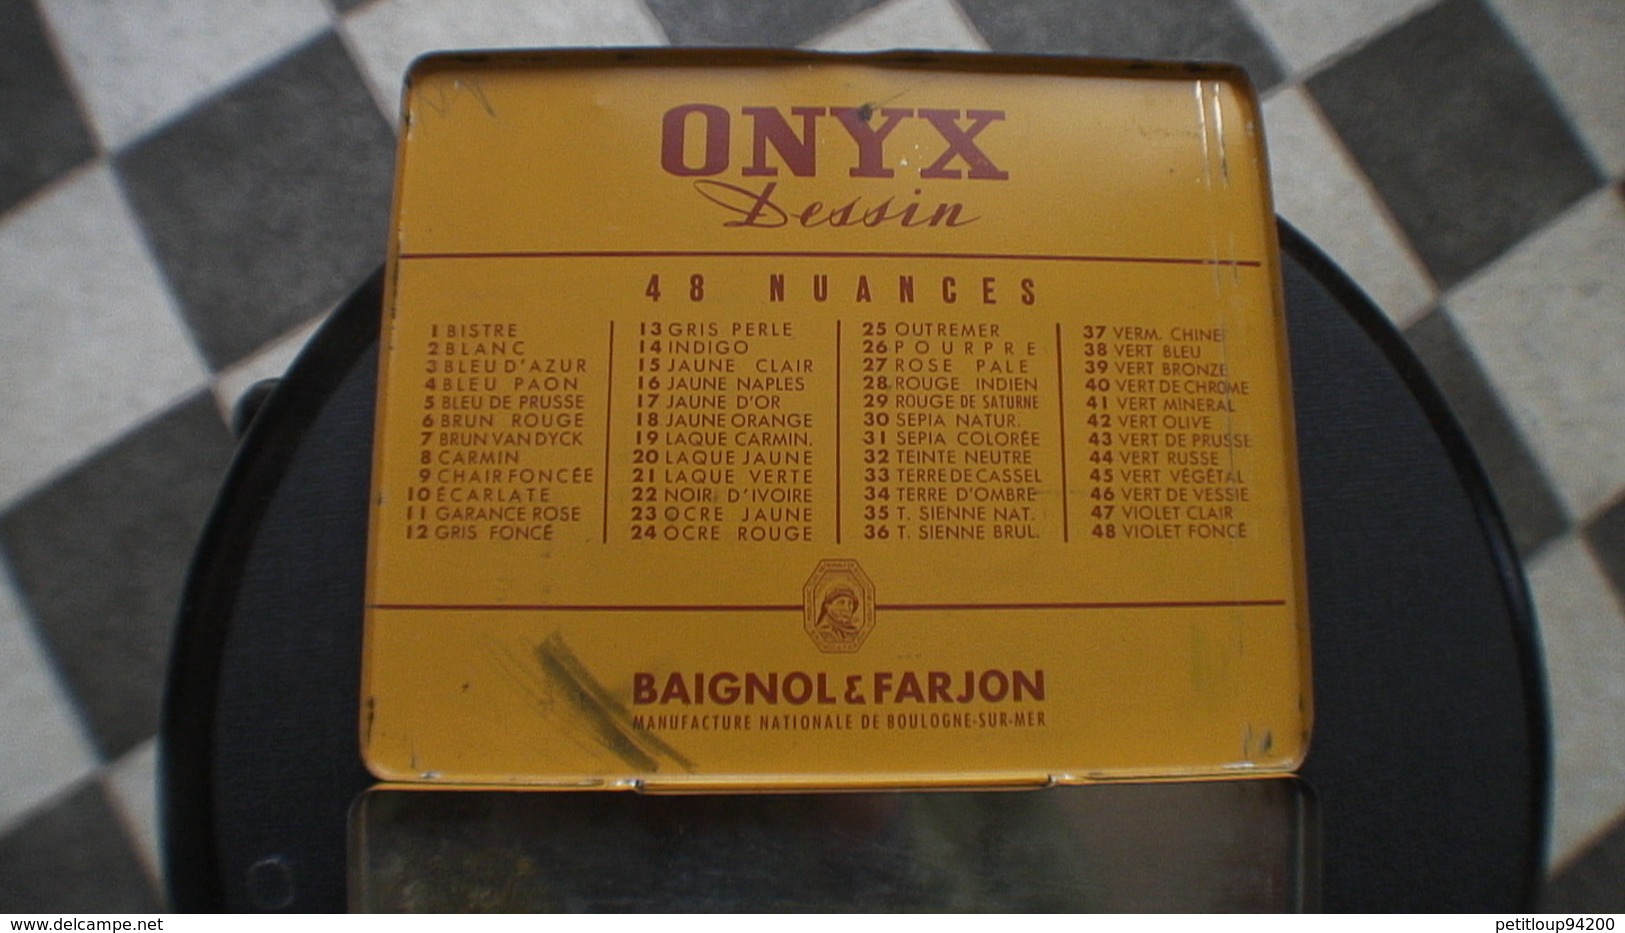 ONYX
Dessin
48 NUANCES
1 BISTRE
2 BLANC
3 BLEU D'AZUR
4 BLEU PAON
5 BLEU DE PRUSSE
6 BRUN ROUGE
7 BRUN VAN DYCK
8 CARMIN
9 CHAIR FONCÉE
10 ÉCARLATE
11 GARANCE ROSE
12 GRIS FONCÉ
13 GRIS PERLE
14 INDIGO
15 JAUNE CLAIR
16 JAUNE NAPLES
17 JAUNE D'OR
18 JAUNE ORANGE
19 LAQUE CARMIN.
20 LAQUE JAUNE
21 LAQUE VERTE
22 NOIR D'IVOIRE
23 OCRE JAUNE
24 OCRE ROUGE
25 OUTREMER
26 POURPRE
27 ROSE PALE
28 ROUGE INDIEN
29 ROUGE DE SATURNE
30 SEPIA NATUR.
31 SEPIA COLORÉE
32 TEINTE NEUTRE
33 TERRE DE CASSEL
34 TERRE D'OMBRE
35 T. SIENNE NAT.
36 T. SIENNE BRUL.
37 VERM. CHINE
38 VERT BLEU
39 VERT BRONZE
40 VERT DE CHROME
41 VERT MINERAL
42 VERT OLIVE
43 VERT DE PRUSSE
44 VERT RUSSE
45 VERT VÉGÉTAL
46 VERT DE VESSIE
47 VIOLET CLAIR
48 VIOLET FONCÉ
BAIGNOL & FARJON
MANUFACTURE NATIONALE DE BOULOGNE-SUR-MER
www.delcampe.net
petitloup94200